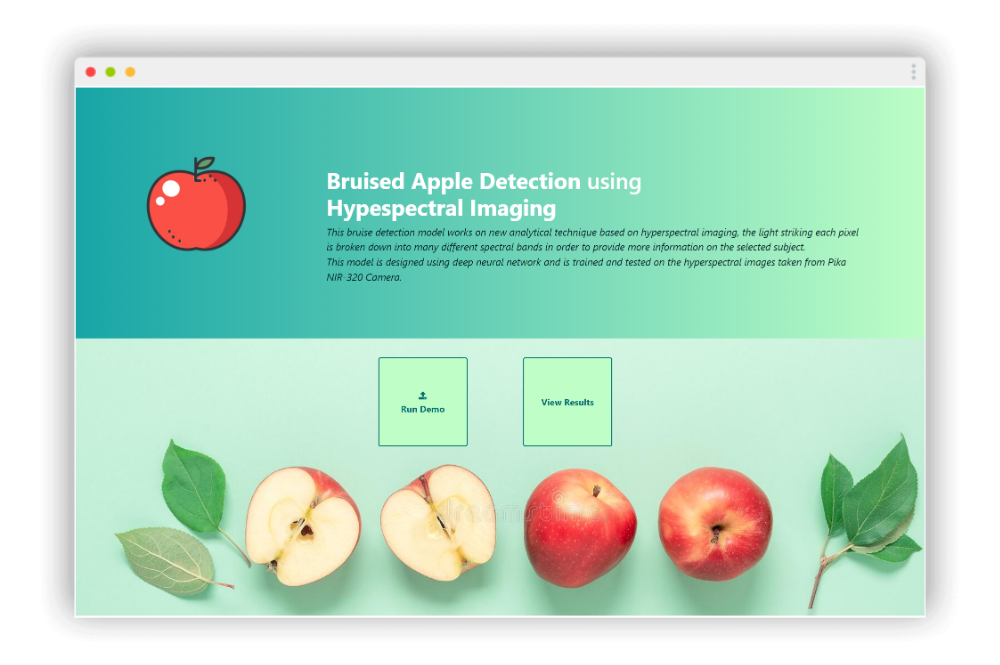 Bruised Apple Detection using
Hypespectral Imaging
This bruise detection model works on new analytical technique based on hyperspectral imaging, the light striking each pixel
is broken down into many different spectral bands in order to provide more information on the selected subject.
This model is designed using deep neural network and is trained and tested on the hyperspectral images taken from Pika
NIR-320 Camera.
Run Demo
View Results